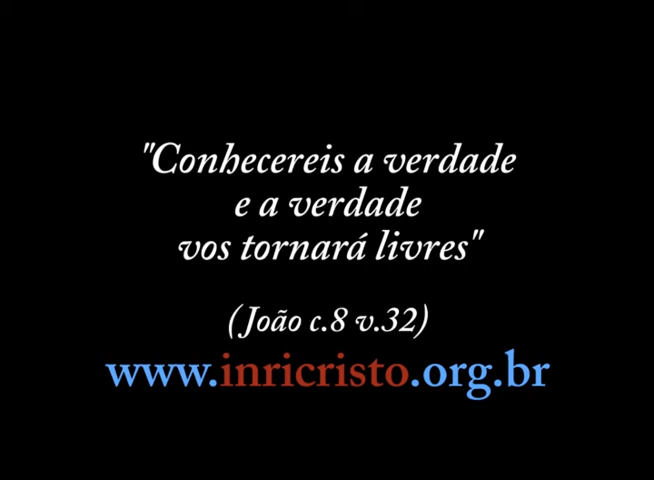 "Conhecereis a verdade
e a verdade
vos tornará livres"
(João c.8 v.32)
www.inricristo.org.br